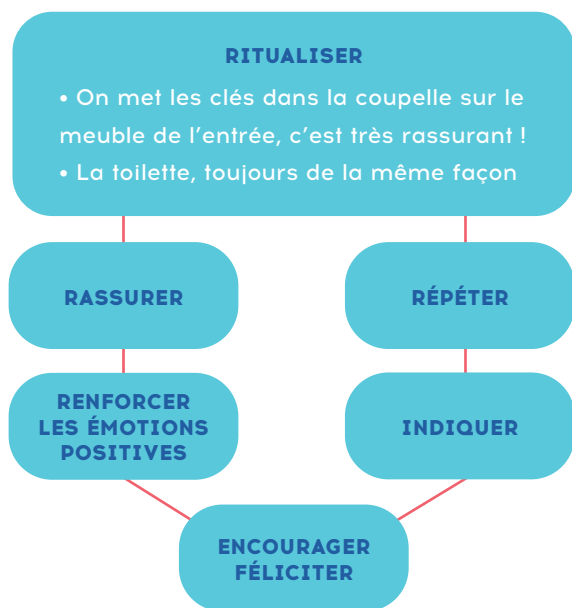 RITUALISER
• On met les clés dans la coupelle sur le
meuble de l'entrée, c'est très rassurant !
• La toilette, toujours de la même façon
RASSURER
RÉPÉTER
RENFORCER
LES ÉMOTIONS
POSITIVES
INDIQUER
ENCOURAGER
FÉLICITER